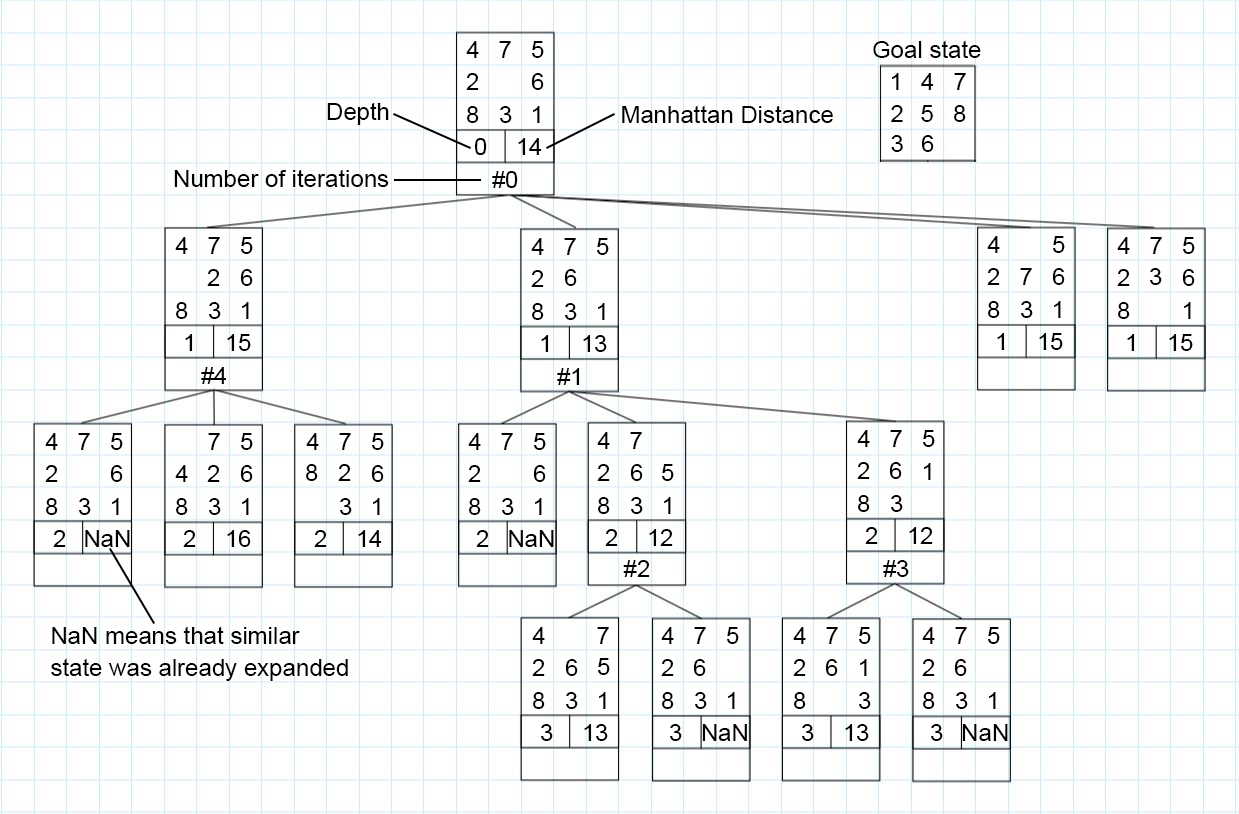 4 7 5
2 6
8 3 1
0 14
#0
Depth
Manhattan Distance
Number of iterations
Goal state
1 4 7
2 5 8
3 6
4 7 5
2 6
8 3 1
1 15
#4
4 7 5
2 6
8 3 1
1 13
#1
4 5
2 7 6
8 3 1
1 15
4 7 5
2 3 6
8 1
1 15
4 7 5
2 6
8 3 1
2 NaN
7 5
4 2 6
8 3 1
2 16
4 7 5
8 2 6
3 1
2 14
4 7 5
2 6
8 3 1
2 NaN
4 7
2 6 5
8 3 1
2 12
#2
4 7 5
2 6 1
8 3
2 12
#3
NaN means that similar
state was already expanded
4 7
2 6 5
8 3 1
3 13
4 7 5
2 6
8 3 1
3 NaN
4 7 5
2 6 1
8 3
3 13
4 7 5
2 6
8 3 1
3 NaN